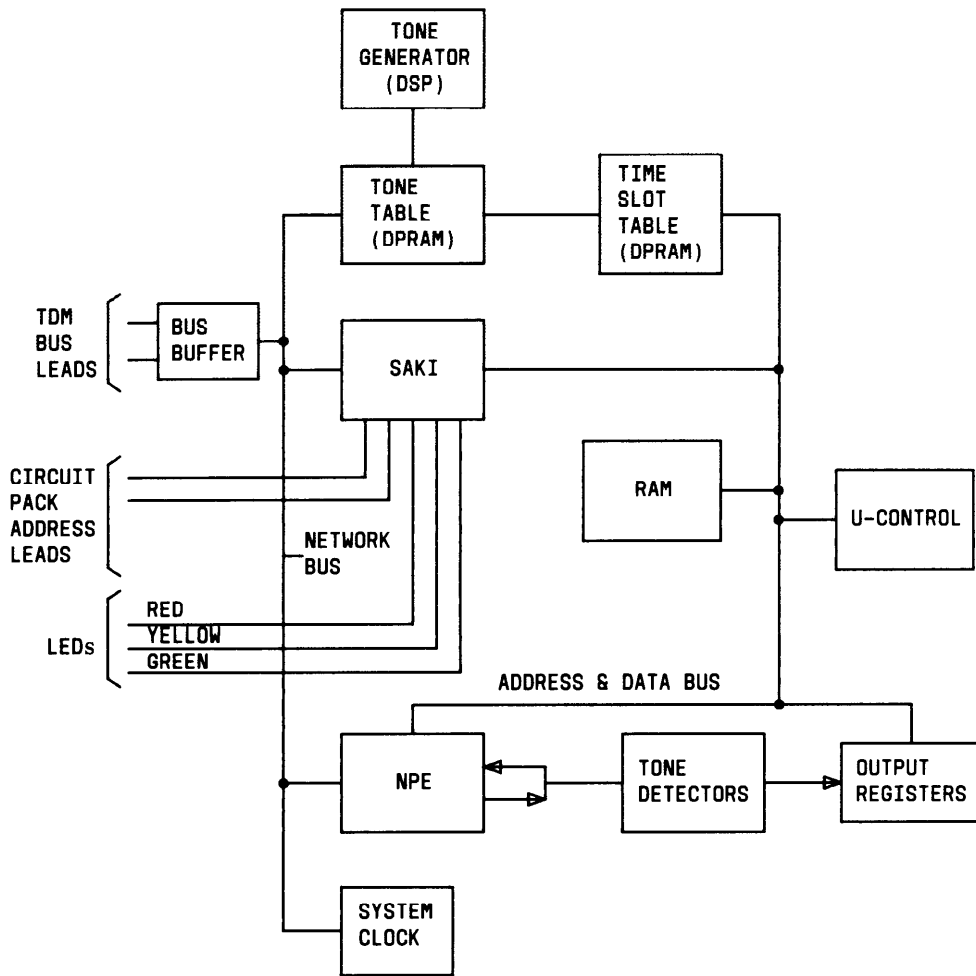 TONE
GENERATOR
(DSP)
TONE
TABLE
(DPRAM)
TIME
SLOT
TABLE
(DPRAM)
TDM
BUS
LEADS
BUS
BUFFER
SAKI
CIRCUIT
PACK
ADDRESS
LEADS
RAM
U-CONTROL
NETWORK
BUS
LEDs
RED
YELLOW
GREEN
ADDRESS & DATA BUS
NPE
TONE
DETECTORS
OUTPUT
REGISTERS
SYSTEM
CLOCK